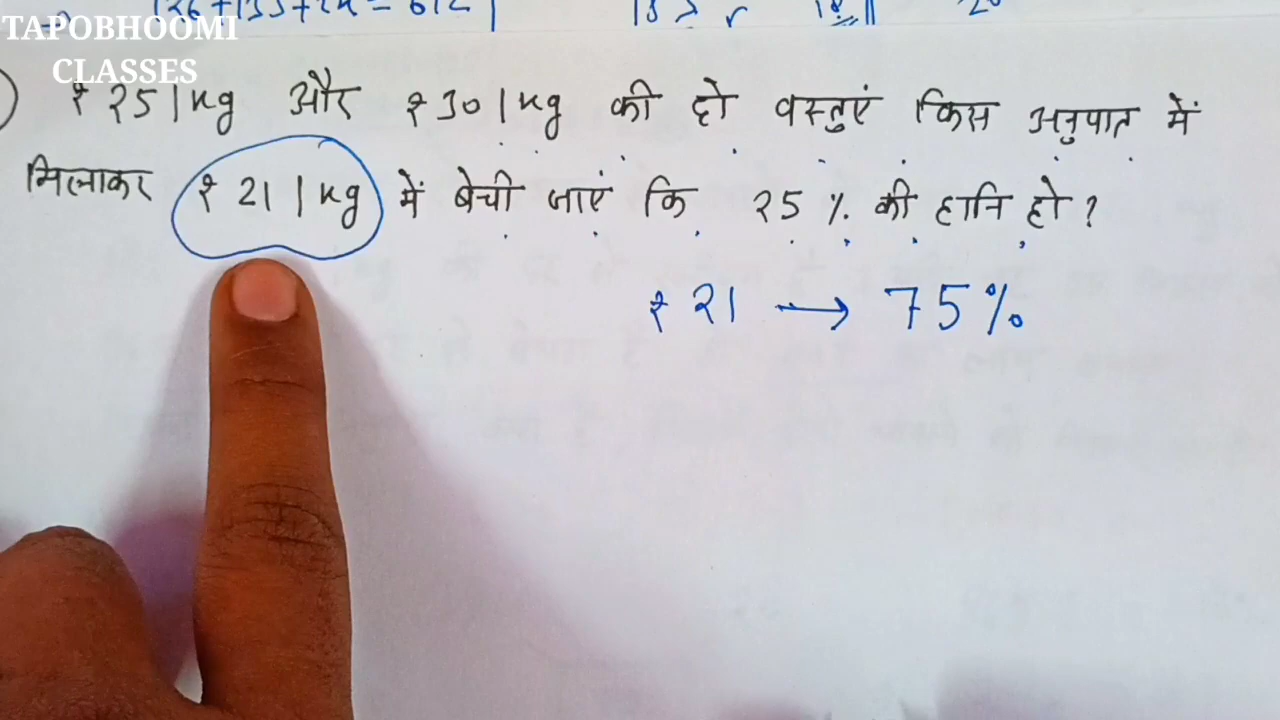 TAPOBHOOMI
CLASSES
₹ 25 / kg और ₹ 30 / kg की दो वस्तुएं किस अनुपात में
मिलाकर ₹ 21 / kg में बेची जाएं कि 25 % की हानि हो ?
₹ 21 → 75%